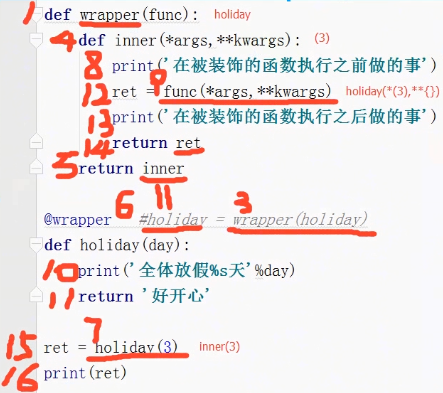 1 def wrapper(func): holiday
4 def inner(*args,**kwargs): (3)
8 print('在被装饰的函数执行之前做的事')
12 ret = 9 func(*args,**kwargs) holiday(*(3),**{})
13 print('在被装饰的函数执行之后做的事')
14 return ret
5 return inner
11
6 3
@wrapper #holiday = wrapper(holiday)
def holiday(day):
10 print('全体放假%s天'%day)
11 return '好开心'
7
15 ret = holiday(3) inner(3)
16 print(ret)